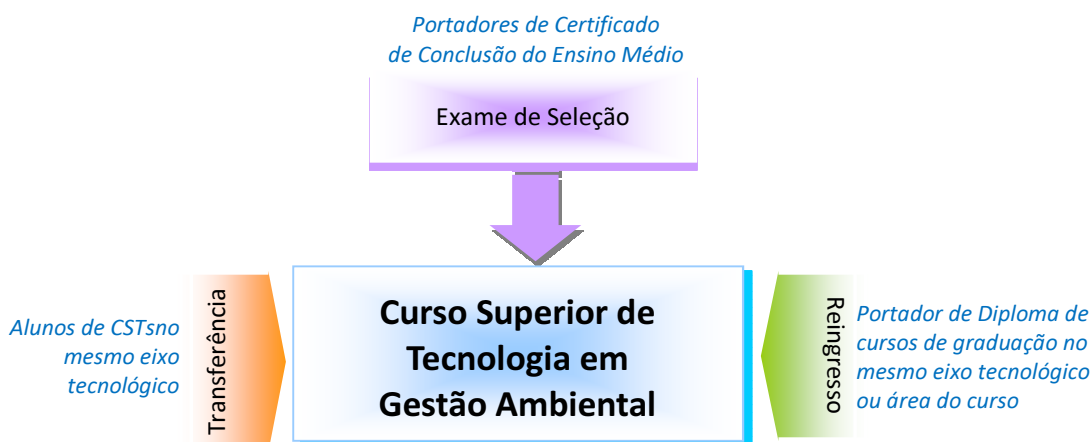 Portadores de Certificado
de Conclusão do Ensino Médio
Exame de Seleção
Alunos de CSTsno
mesmo eixo
tecnológico
Transferência
Curso Superior de
Tecnologia em
Gestão Ambiental
Reingresso
Portador de Diploma de
cursos de graduação no
mesmo eixo tecnológico
ou área do curso